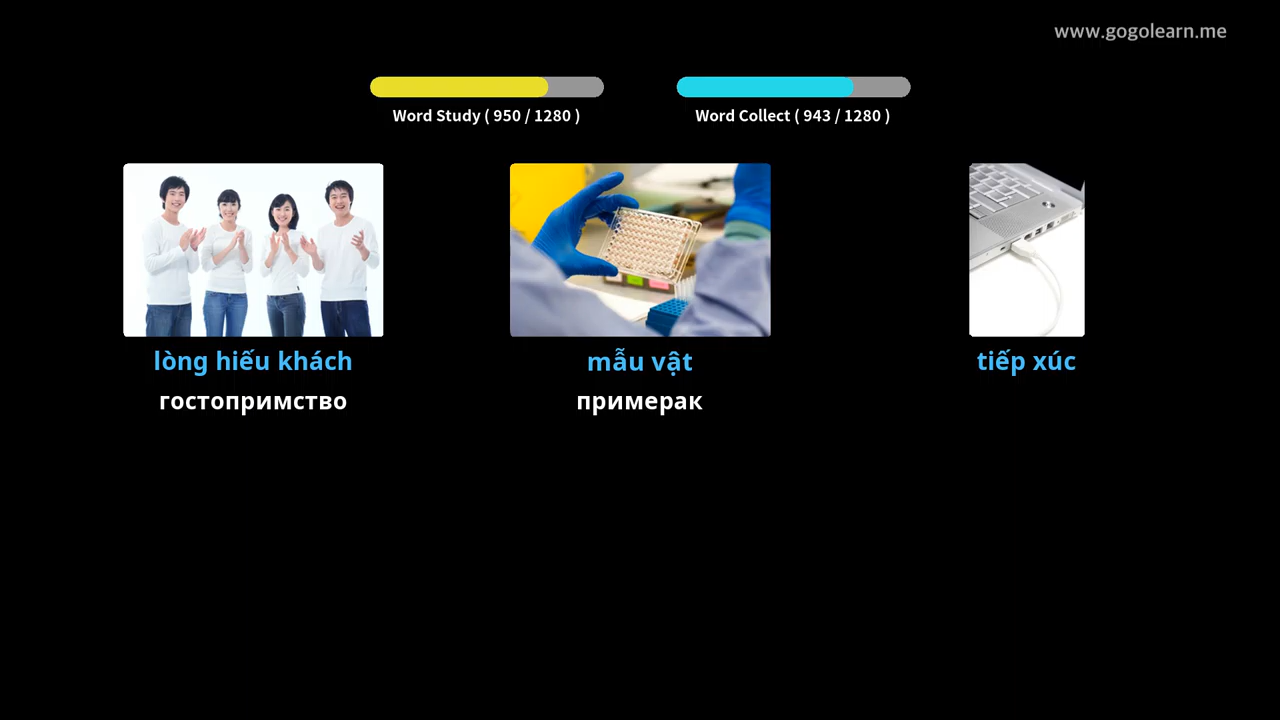 www.gogolearn.me
Word Study ( 950 / 1280 )
Word Collect ( 943 / 1280 )
lòng hiếu khách
mẫu vật
tiếp xúc
гостопримство
примерак